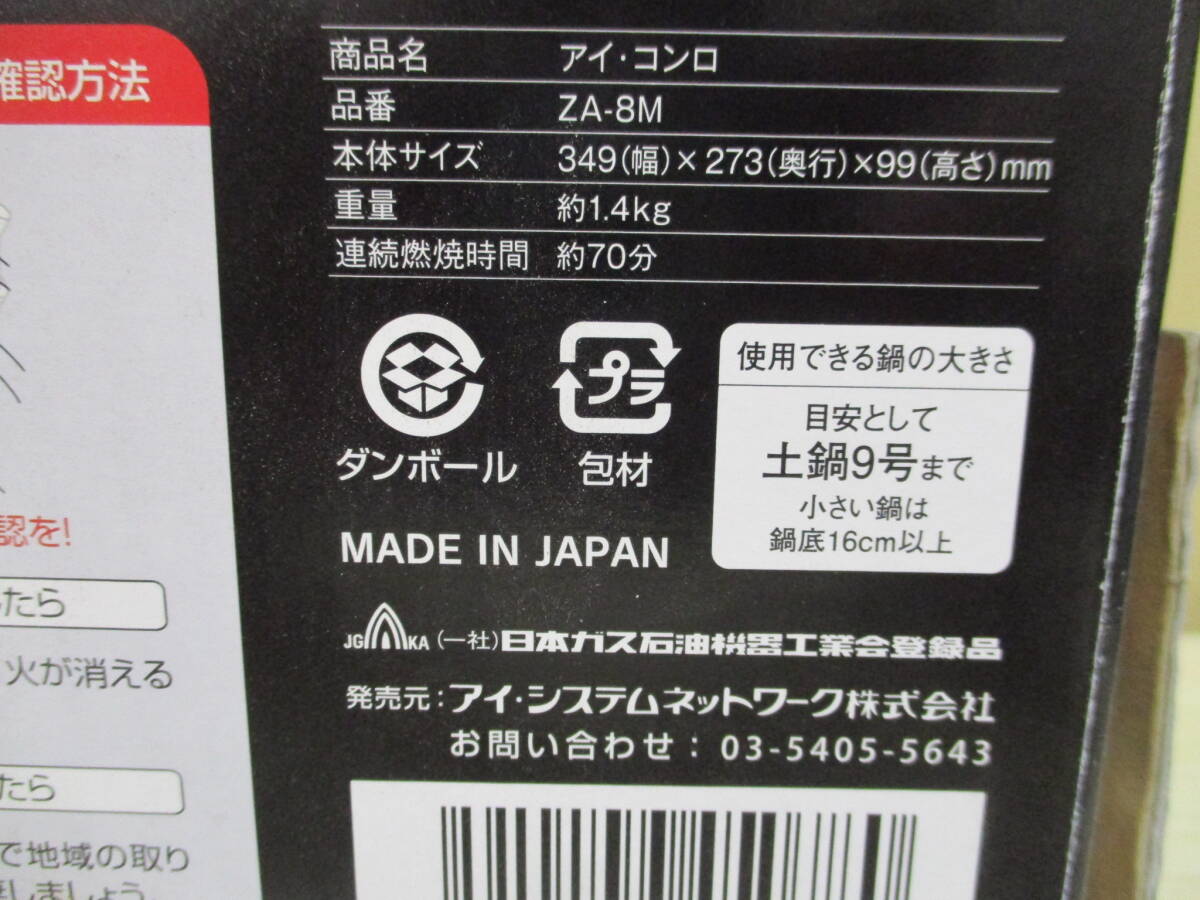 確認方法
認を!
たら
火が消える
たら
で地域の取り
しましょう。
商品名 アイ・コンロ
品番 ZA-8M
本体サイズ 349(幅)×273(奥行)×99(高さ)mm
重量 約1.4kg
連続燃焼時間 約70分
プラ
ダンボール 包材
使用できる鍋の大きさ
目安として
土鍋9号まで
小さい鍋は
鍋底16cm以上
MADE IN JAPAN
JG KA (一社)日本ガス石油機器工業会登録品
発売元:アイ・システムネットワーク株式会社
お問い合わせ:03-5405-5643